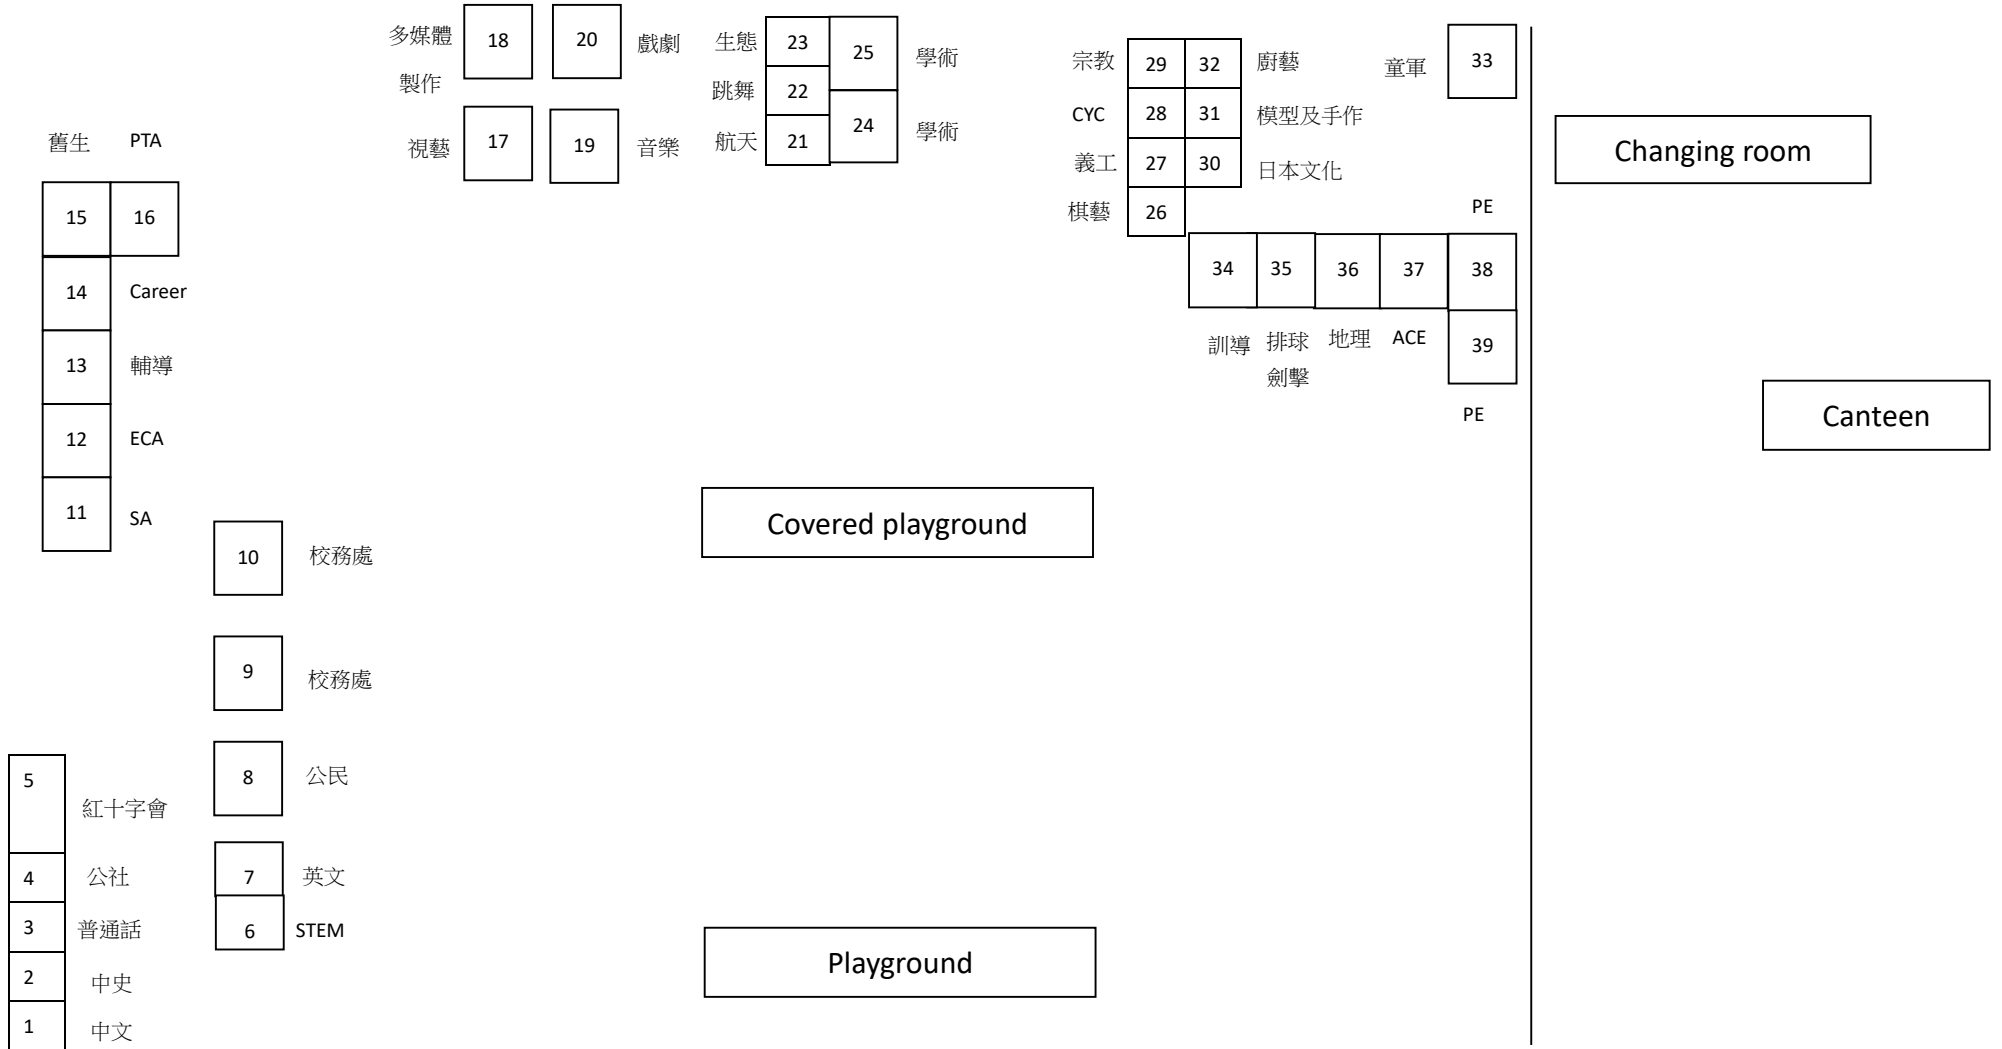 多媒體
製作
18
20
戲劇
視藝
17
19
音樂
生態
23
25
學術
跳舞
22
航天
21
24
學術
宗教
29
32
廚藝
CYC
28
31
模型及手作
義工
27
30
日本文化
棋藝
26
童軍
33
Changing room
舊生
PTA
15
16
14
Career
13
輔導
12
ECA
11
SA
PE
34
35
36
37
38
訓導
排球
劍擊
地理
ACE
39
PE
Canteen
Covered playground
10
校務處
9
校務處
8
公民
7
英文
6
STEM
5
紅十字會
4
公社
3
普通話
2
中史
1
中文
Playground